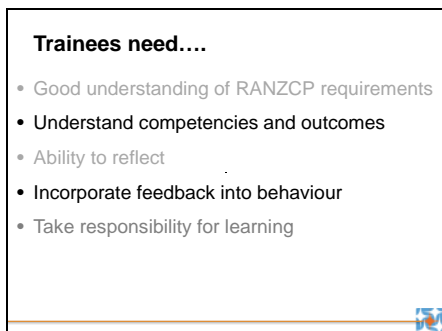 Trainees need….
• Good understanding of RANZCP requirements
• Understand competencies and outcomes
• Ability to reflect
• Incorporate feedback into behaviour
• Take responsibility for learning